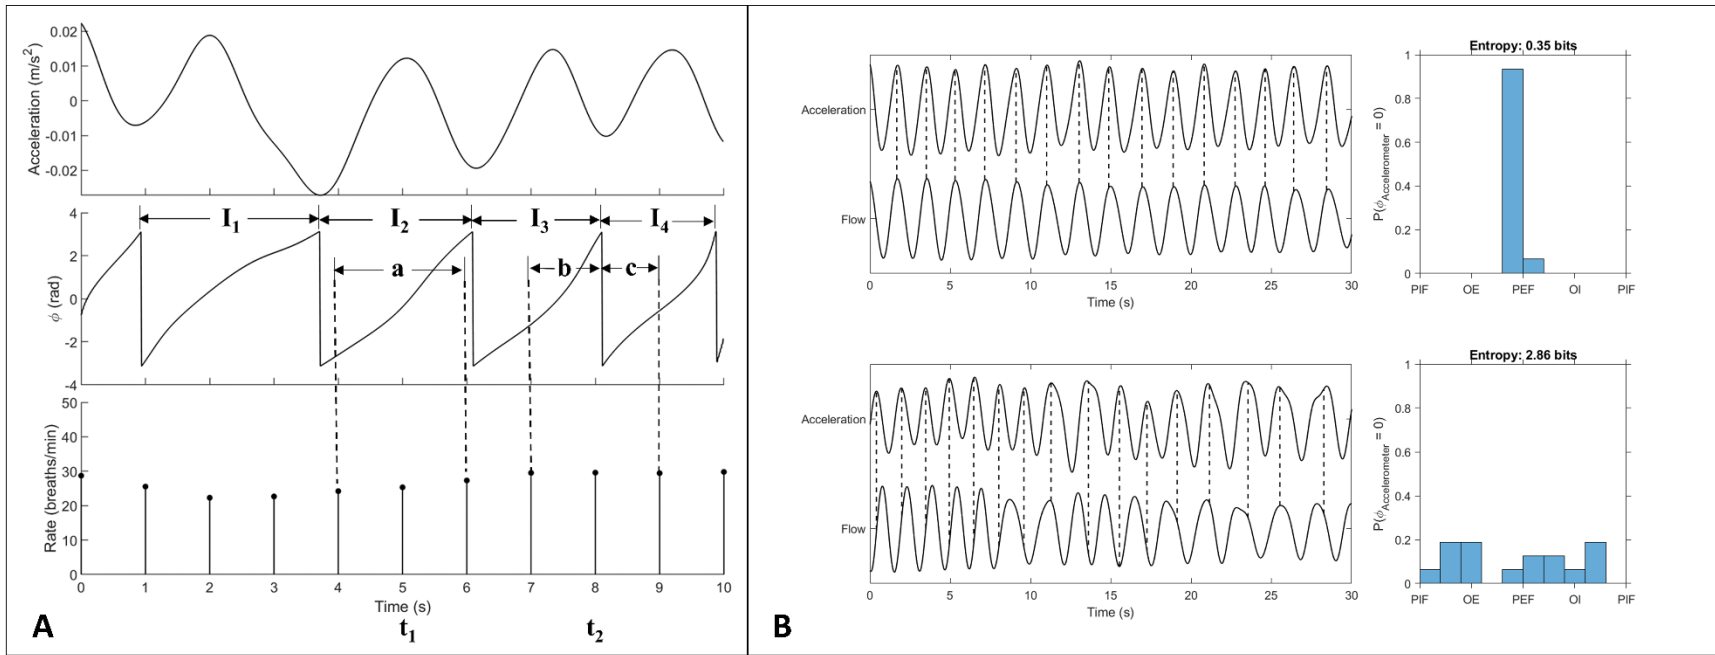 Acceleration (m/s²)
0.02
0.01
0
-0.01
-0.02
ϕ (rad)
4
2
0
-2
-4
I₁
I₂
I₃
I₄
a
b
c
Rate (breaths/min)
50
40
30
20
10
0
0 1 2 3 4 5 6 7 8 9 10
Time (s)
t₁ t₂
A
Acceleration
Flow
0 5 10 15 20 25 30
Time (s)
Entropy: 0.35 bits
P(ϕAccelerometer = 0)
1
0.8
0.6
0.4
0.2
0
PIF OE PEF OI PIF
Acceleration
Flow
0 5 10 15 20 25 30
Time (s)
Entropy: 2.86 bits
P(ϕAccelerometer = 0)
1
0.8
0.6
0.4
0.2
0
PIF OE PEF OI PIF
B